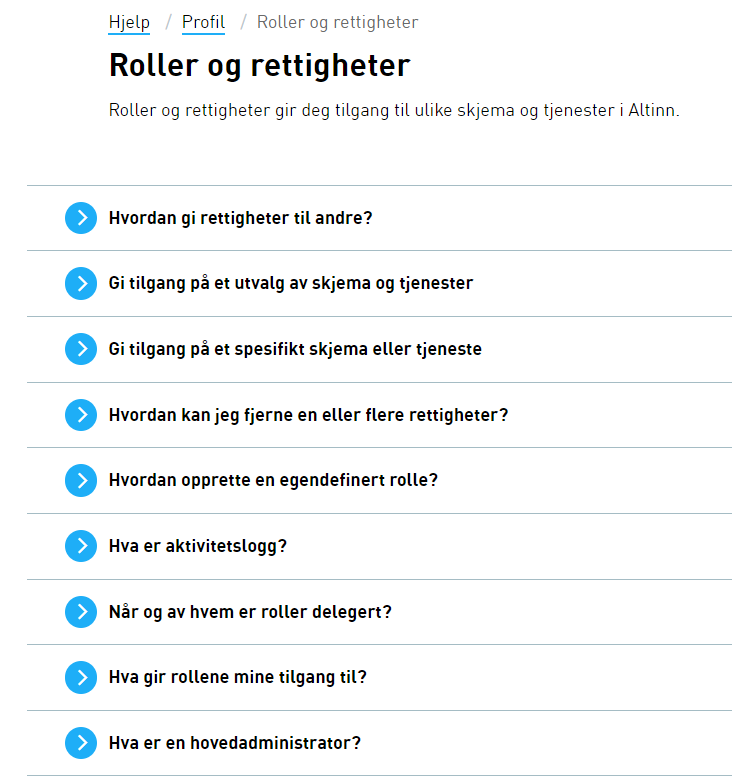 Hjelp / Profil / Roller og rettigheter
Roller og rettigheter
Roller og rettigheter gir deg tilgang til ulike skjema og tjenester i Altinn.
Hvordan gi rettigheter til andre?
Gi tilgang på et utvalg av skjema og tjenester
Gi tilgang på et spesifikt skjema eller tjeneste
Hvordan kan jeg fjerne en eller flere rettigheter?
Hvordan opprette en egendefinert rolle?
Hva er aktivitetslogg?
Når og av hvem er roller delegert?
Hva gir rollene mine tilgang til?
Hva er en hovedadministrator?